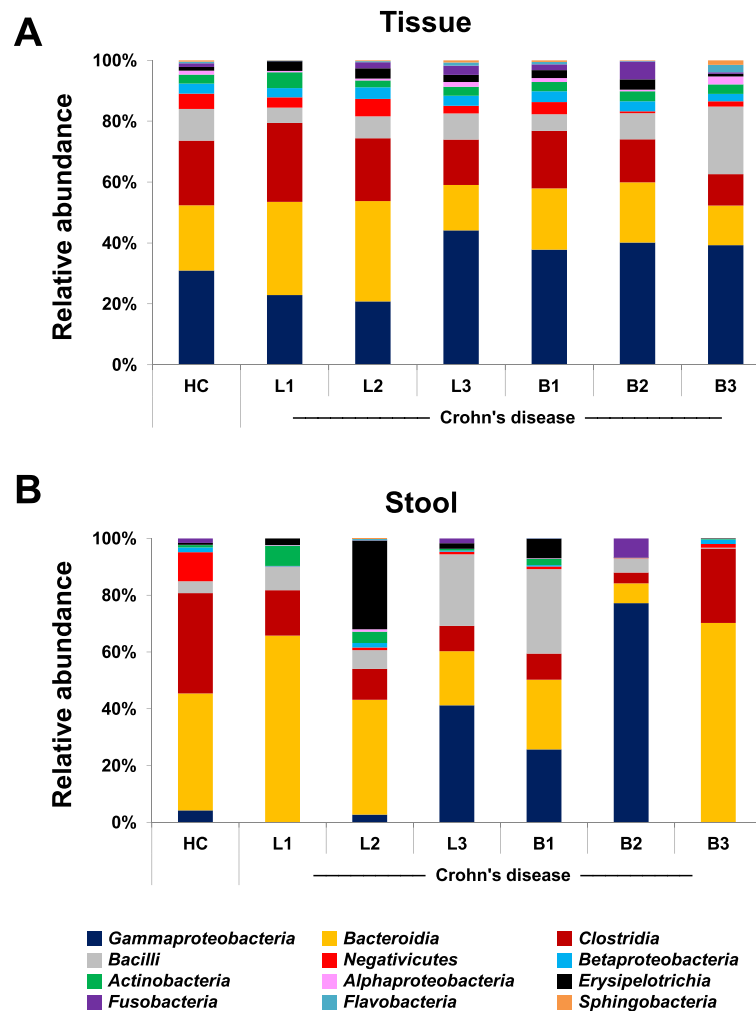 A
Tissue
100%
80%
60%
40%
20%
0%
Relative abundance
HC L1 L2 L3 B1 B2 B3
Crohn's disease
B
Stool
100%
80%
60%
40%
20%
0%
Relative abundance
HC L1 L2 L3 B1 B2 B3
Crohn's disease
Gammaproteobacteria Bacteroidia Clostridia
Bacilli Negativicutes Betaproteobacteria
Actinobacteria Alphaproteobacteria Erysipelotrichia
Fusobacteria Flavobacteria Sphingobacteria